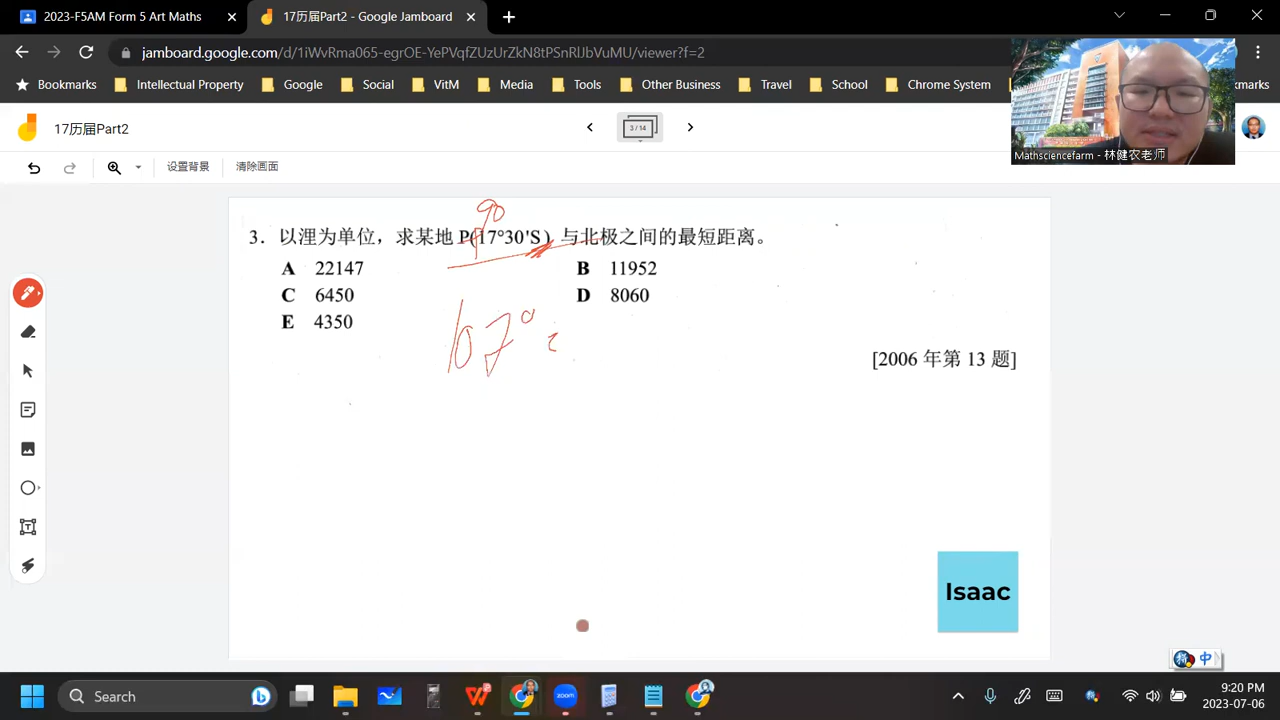 2023-F5AM Form 5 Art Maths
17历届Part2 - Google Jamboard
jamboard.google.com/d/1iWvRmad65-egrOF-YePVqfZUzUrZKN8tPSnRlJbVuMU/viewer?f=2
Bookmarks Intellectual Property Google Social VitM Media Tools Other Business Travel School Chrome System
17历届Part2
3 / 14
设置背景 清除画面
Mathsciencefarm - 林健农老师
90
3. 以浬为单位，求某地 P(17°30'S) 与北极之间的最短距离。
A 22147 B 11952
C 6450 D 8060
E 4350
107°
[2006 年第 13 题]
Isaac
中
Search
zoom
9:20 PM
2023-07-06